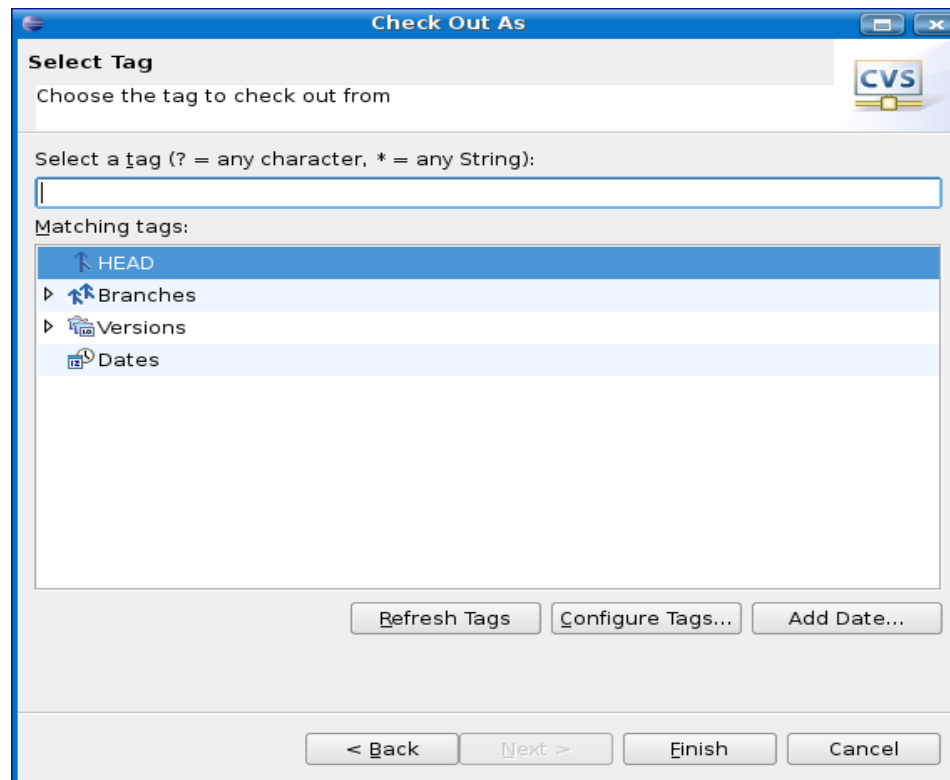 Check Out As
Select Tag
CVS
Choose the tag to check out from
Select a tag (? = any character, * = any String):
Matching tags:
HEAD
Branches
Versions
Dates
Refresh Tags Configure Tags... Add Date...
< Back Next > Finish Cancel